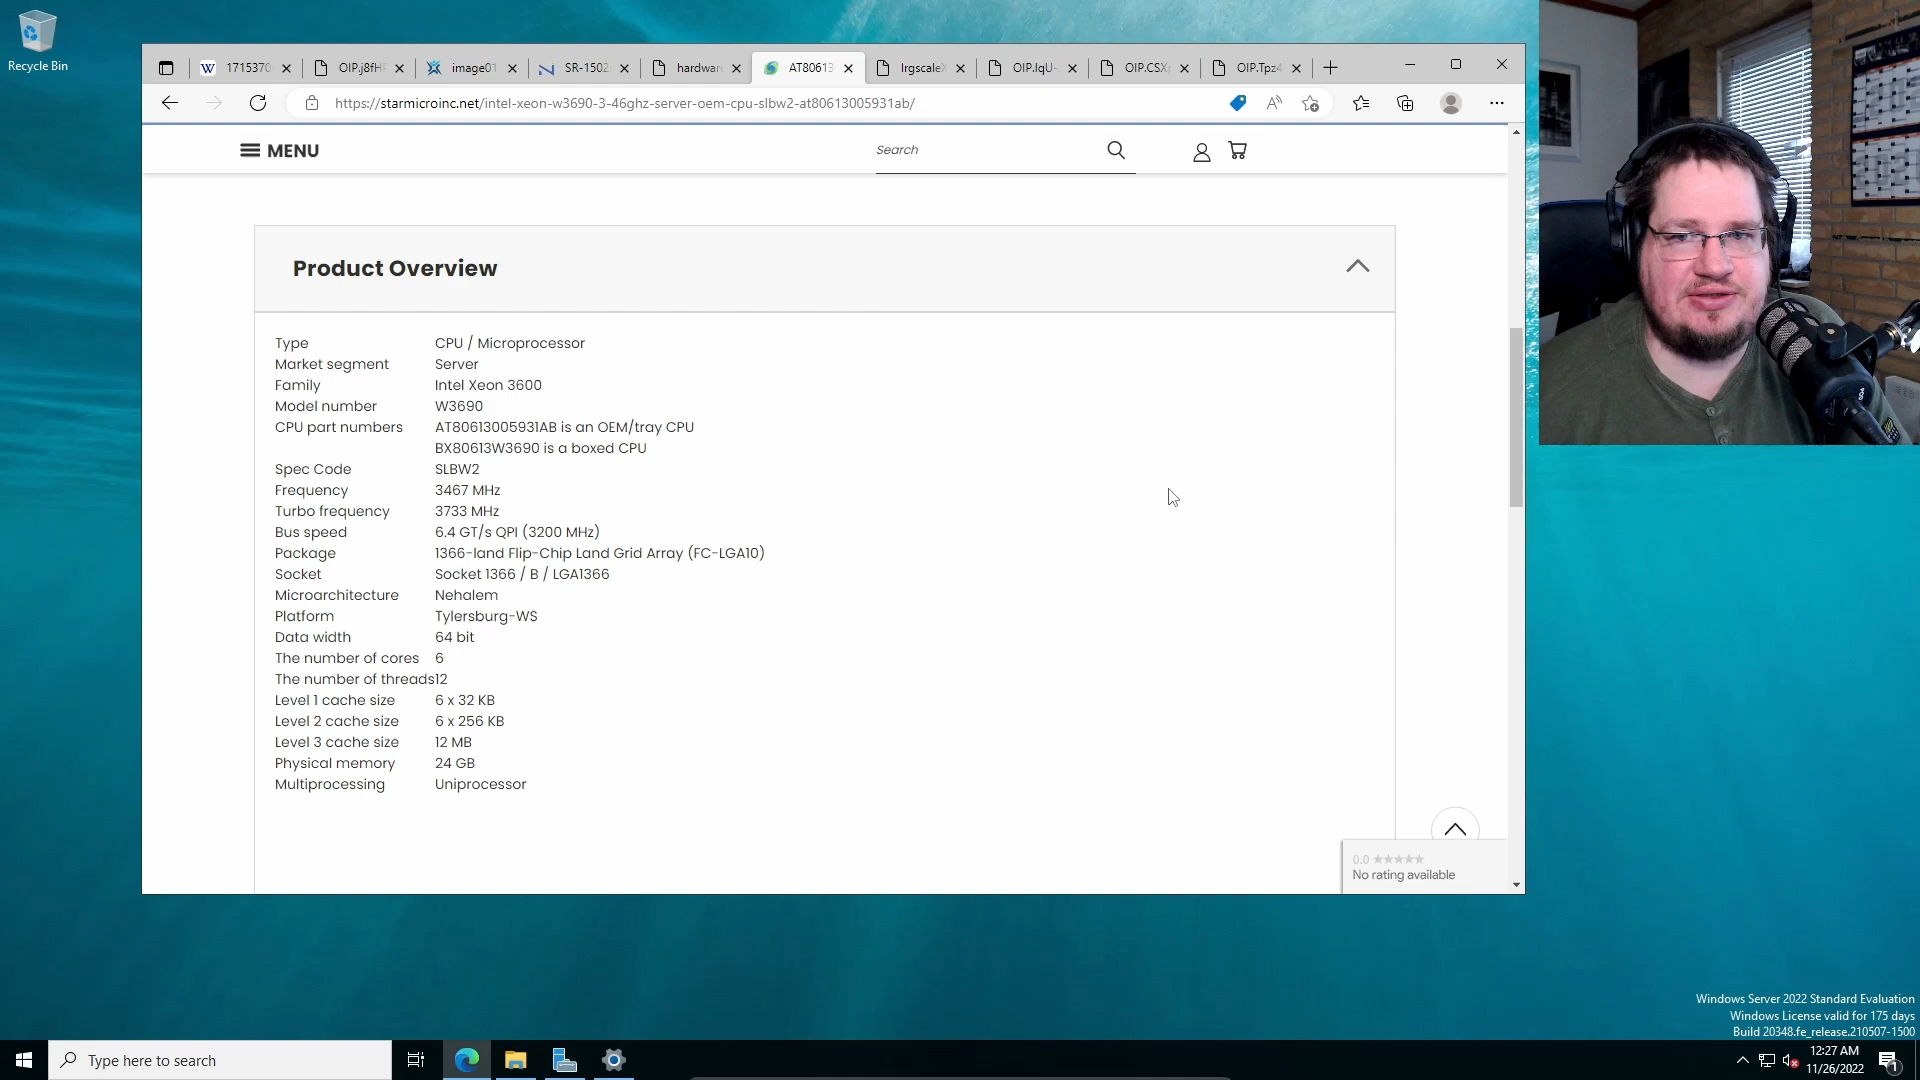 Recycle Bin
1715370
OIP.j8fHF
image01
SR-1502
hardware
AT80613
OIP.IqU-
OIP.CSX
OIP.Tpz4
https://starmicroinc.net/intel-xeon-w3690-3-46ghz-server-oem-cpu-slbw2-at80613005931ab/
MENU
Search
Product Overview
Type CPU / Microprocessor
Market segment Server
Family Intel Xeon 3600
Model number W3690
CPU part numbers AT80613005931AB is an OEM/tray CPU
BX80613W3690 is a boxed CPU
Spec Code SLBW2
Frequency 3467 MHz
Turbo frequency 3733 MHz
Bus speed 6.4 GT/s QPI (3200 MHz)
Package 1366-land Flip-Chip Land Grid Array (FC-LGA10)
Socket Socket 1366 / B / LGA1366
Microarchitecture Nehalem
Platform Tylersburg-WS
Data width 64 bit
The number of cores 6
The number of threads 12
Level 1 cache size 6 x 32 KB
Level 2 cache size 6 x 256 KB
Level 3 cache size 12 MB
Physical memory 24 GB
Multiprocessing Uniprocessor
0.0 ★★★★★
No rating available
Windows Server 2022 Standard Evaluation
Windows License valid for 175 days
Build 20348.fe_release.210507-1500
Type here to search
12:27 AM
11/26/2022
1